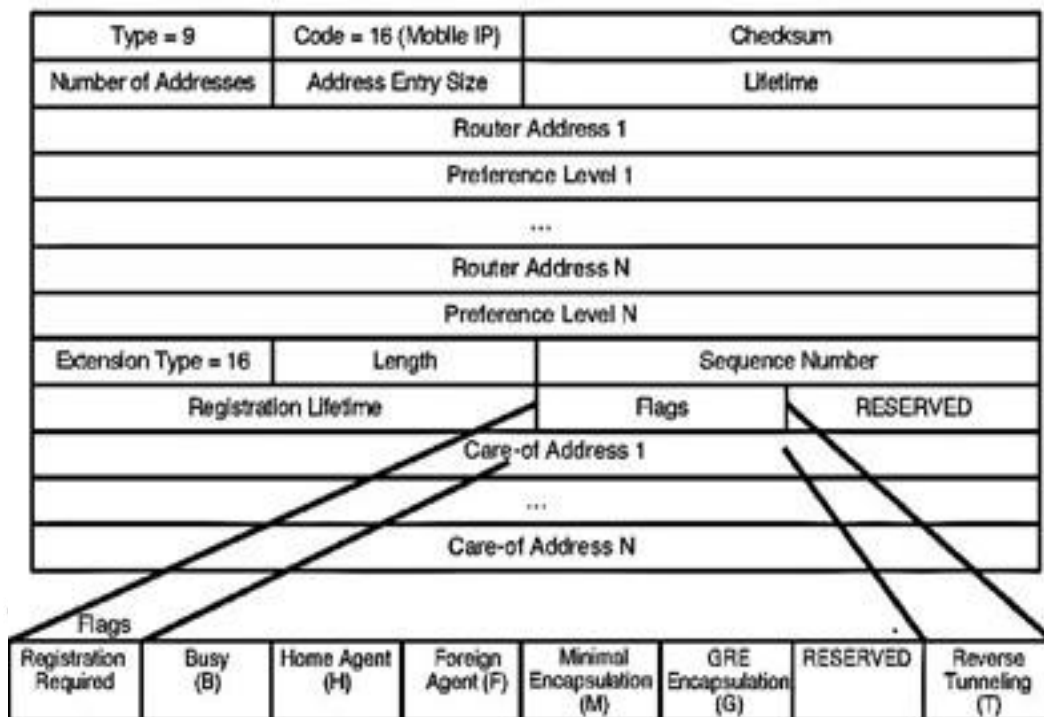 Type = 9 Code = 16 (Mobile IP) Checksum
Number of Addresses Address Entry Size Lifetime
Router Address 1
Preference Level 1
...
Router Address N
Preference Level N
Extension Type = 16 Length Sequence Number
Registration Lifetime Flags RESERVED
Care-of Address 1
...
Care-of Address N
Flags
Registration Required Busy (B) Home Agent (H) Foreign Agent (F) Minimal Encapsulation (M) GRE Encapsulation (G) RESERVED Reverse Tunneling (T)